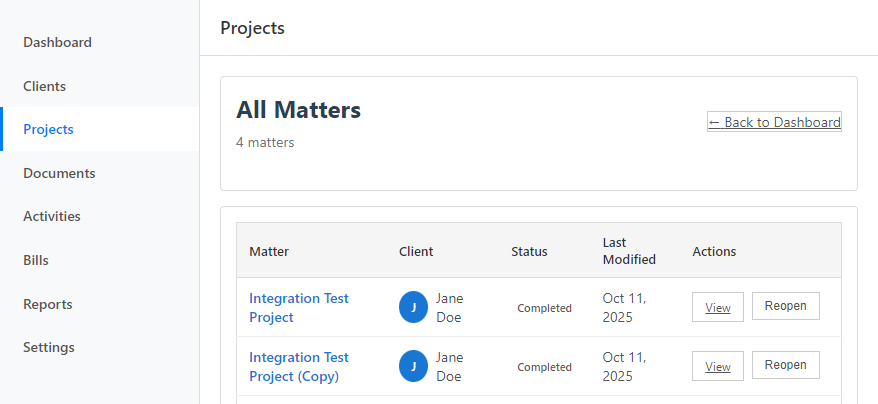 Dashboard
Clients
Projects
Documents
Activities
Bills
Reports
Settings
Projects
All Matters
4 matters
← Back to Dashboard
Matter Client Status Last Modified Actions
Integration Test Project J Jane Doe Completed Oct 11, 2025 View Reopen
Integration Test Project (Copy) J Jane Doe Completed Oct 11, 2025 View Reopen